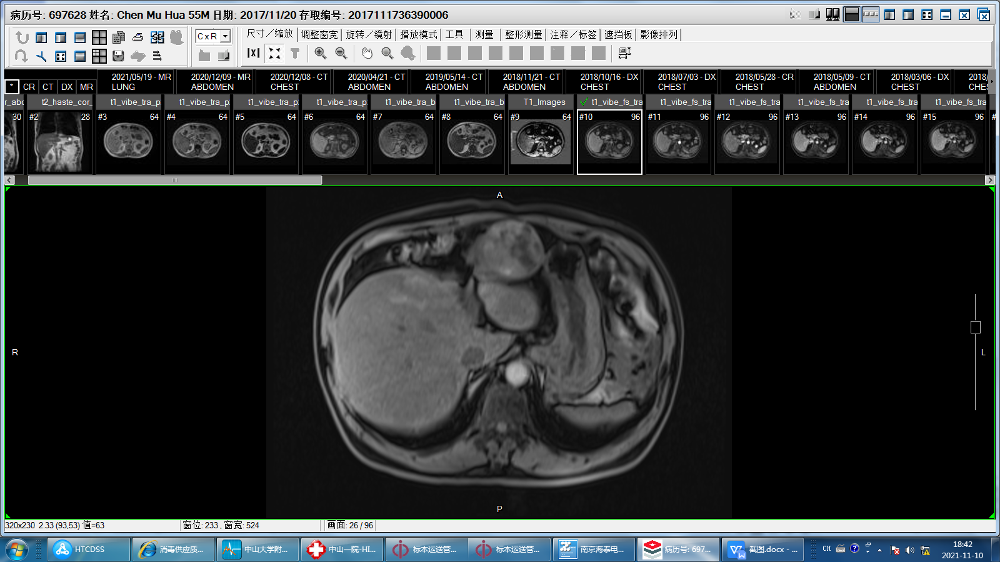 病历号: 697628 姓名: Chen Mu Hua 55M 日期: 2017/11/20 存取编号: 2017111736390006
CxR
尺寸／缩放 调整窗宽 旋转／镜射 播放模式 工具 测量 整形测量 注释／标签 遮挡板 影像排列
* CR CT DX MR
2021/05/19 - MR LUNG
2020/12/09 - MR ABDOMEN
2020/12/08 - CT CHEST
2020/04/21 - CT ABDOMEN
2019/05/14 - CT ABDOMEN
2018/11/21 - CT ABDOMEN
2018/10/16 - DX CHEST
2018/07/03 - DX CHEST
2018/05/28 - CR CHEST
2018/05/09 - CT ABDOMEN
2018/03/06 - DX CHEST
2018/ CHES
r_abc t2_haste_cor_ t1_vibe_tra_p t1_vibe_tra_p t1_vibe_tra_p t1_vibe_tra_p t1_vibe_tra_b t1_vibe_tra_b T1_Images t1_vibe_fs_tra t1_vibe_fs_tra t1_vibe_fs_tra t1_vibe_fs_tra t1_vibe_fs_tra t1_vibe_fs_tra
30 #2 28 #3 64 #4 64 #5 64 #6 64 #7 64 #8 64 #9 64 #10 96 #11 96 #12 96 #13 96 #14 96 #15 96 #
A
R
L
P
320x230 2.33 (93,53) 值=63 窗位: 233 , 窗宽: 524 画面: 26 / 96
HTCDSS 消毒供应质... 中山大学附... 中山一院-HI... 标本运送管... 标本运送管... 南京海泰电... 病历号: 697... 截图.docx - ... CH 18:42
2021-11-10